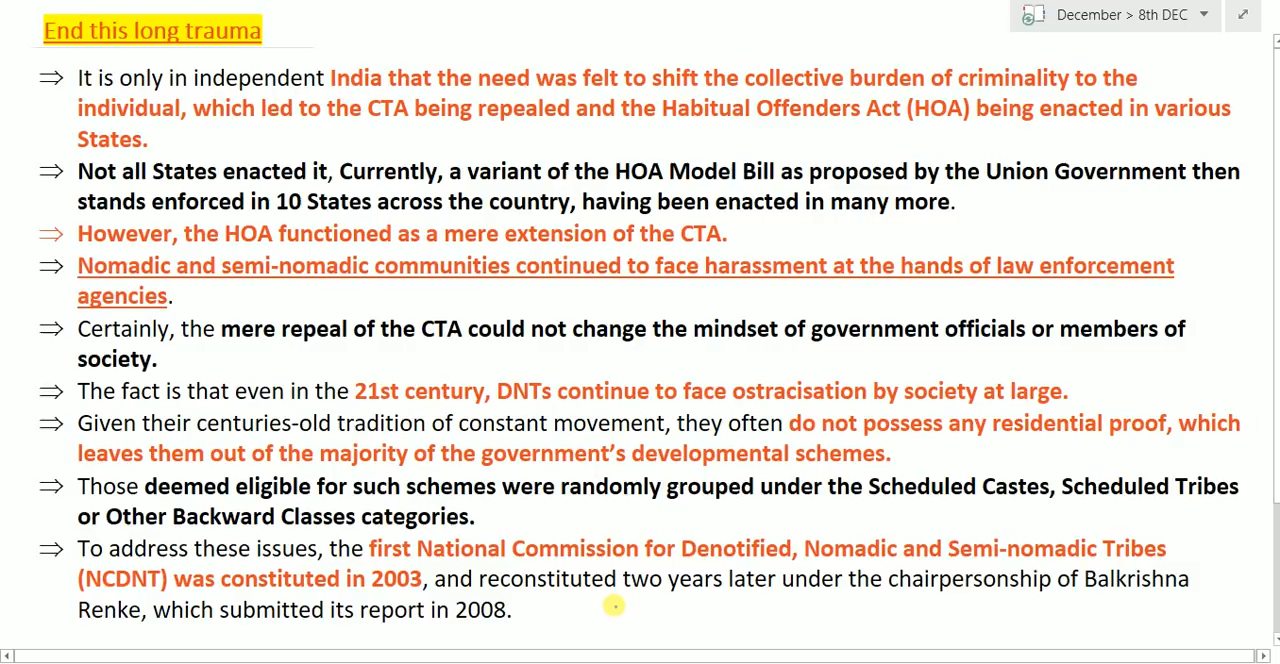 December > 8th DEC
End this long trauma
⇒ It is only in independent India that the need was felt to shift the collective burden of criminality to the
individual, which led to the CTA being repealed and the Habitual Offenders Act (HOA) being enacted in various
States.
⇒ Not all States enacted it, Currently, a variant of the HOA Model Bill as proposed by the Union Government then
stands enforced in 10 States across the country, having been enacted in many more.
⇒ However, the HOA functioned as a mere extension of the CTA.
⇒ Nomadic and semi-nomadic communities continued to face harassment at the hands of law enforcement
agencies.
⇒ Certainly, the mere repeal of the CTA could not change the mindset of government officials or members of
society.
⇒ The fact is that even in the 21st century, DNTs continue to face ostracisation by society at large.
⇒ Given their centuries-old tradition of constant movement, they often do not possess any residential proof, which
leaves them out of the majority of the government's developmental schemes.
⇒ Those deemed eligible for such schemes were randomly grouped under the Scheduled Castes, Scheduled Tribes
or Other Backward Classes categories.
⇒ To address these issues, the first National Commission for Denotified, Nomadic and Semi-nomadic Tribes
(NCDNT) was constituted in 2003, and reconstituted two years later under the chairpersonship of Balkrishna
Renke, which submitted its report in 2008.